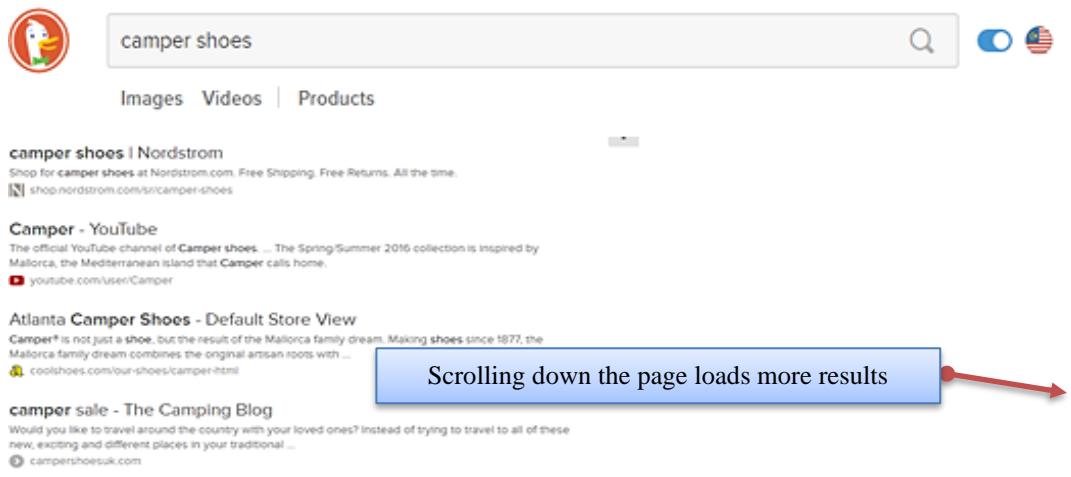 camper shoes
Images Videos Products
camper shoes | Nordstrom
Shop for camper shoes at Nordstrom.com. Free Shipping. Free Returns. All the time.
shop.nordstrom.com/sr/camper-shoes
Camper - YouTube
The official YouTube channel of Camper shoes. ... The Spring/Summer 2016 collection is inspired by
Mallorca, the Mediterranean island that Camper calls home.
youtube.com/user/Camper
Atlanta Camper Shoes - Default Store View
Camper® is not just a shoe, but the result of the Mallorca family dream. Making shoes since 1877, the
Mallorca family dream combines the original artisan roots with ...
coolshoes.com/our-shoes/camper-html
Scrolling down the page loads more results
camper sale - The Camping Blog
Would you like to travel around the country with your loved ones? Instead of trying to travel to all of these
new, exciting and different places in your traditional ...
campershoesuk.com